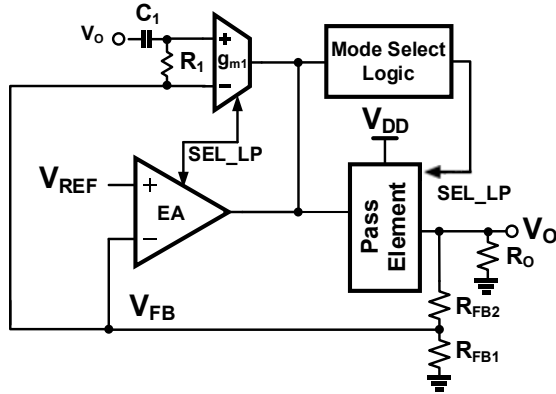 C1
VO
+
gm1
R1
−
Mode Select
Logic
VDD
SEL_LP
SEL_LP
VREF
+
EA
−
Pass
Element
VO
RO
VFB
RFB2
RFB1